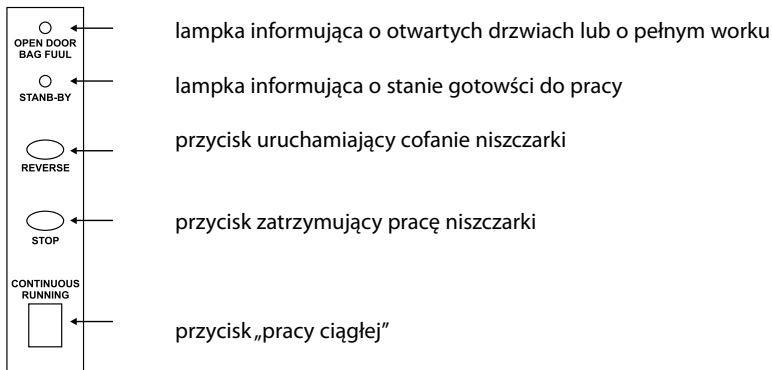 OPEN DOOR
BAG FUUL
lampka informująca o otwartych drzwiach lub o pełnym worku
STANB-BY
lampka informująca o stanie gotowści do pracy
REVERSE
przycisk uruchamiający cofanie niszczarki
STOP
przycisk zatrzymujący pracę niszczarki
CONTINUOUS
RUNNING
przycisk „pracy ciągłej”